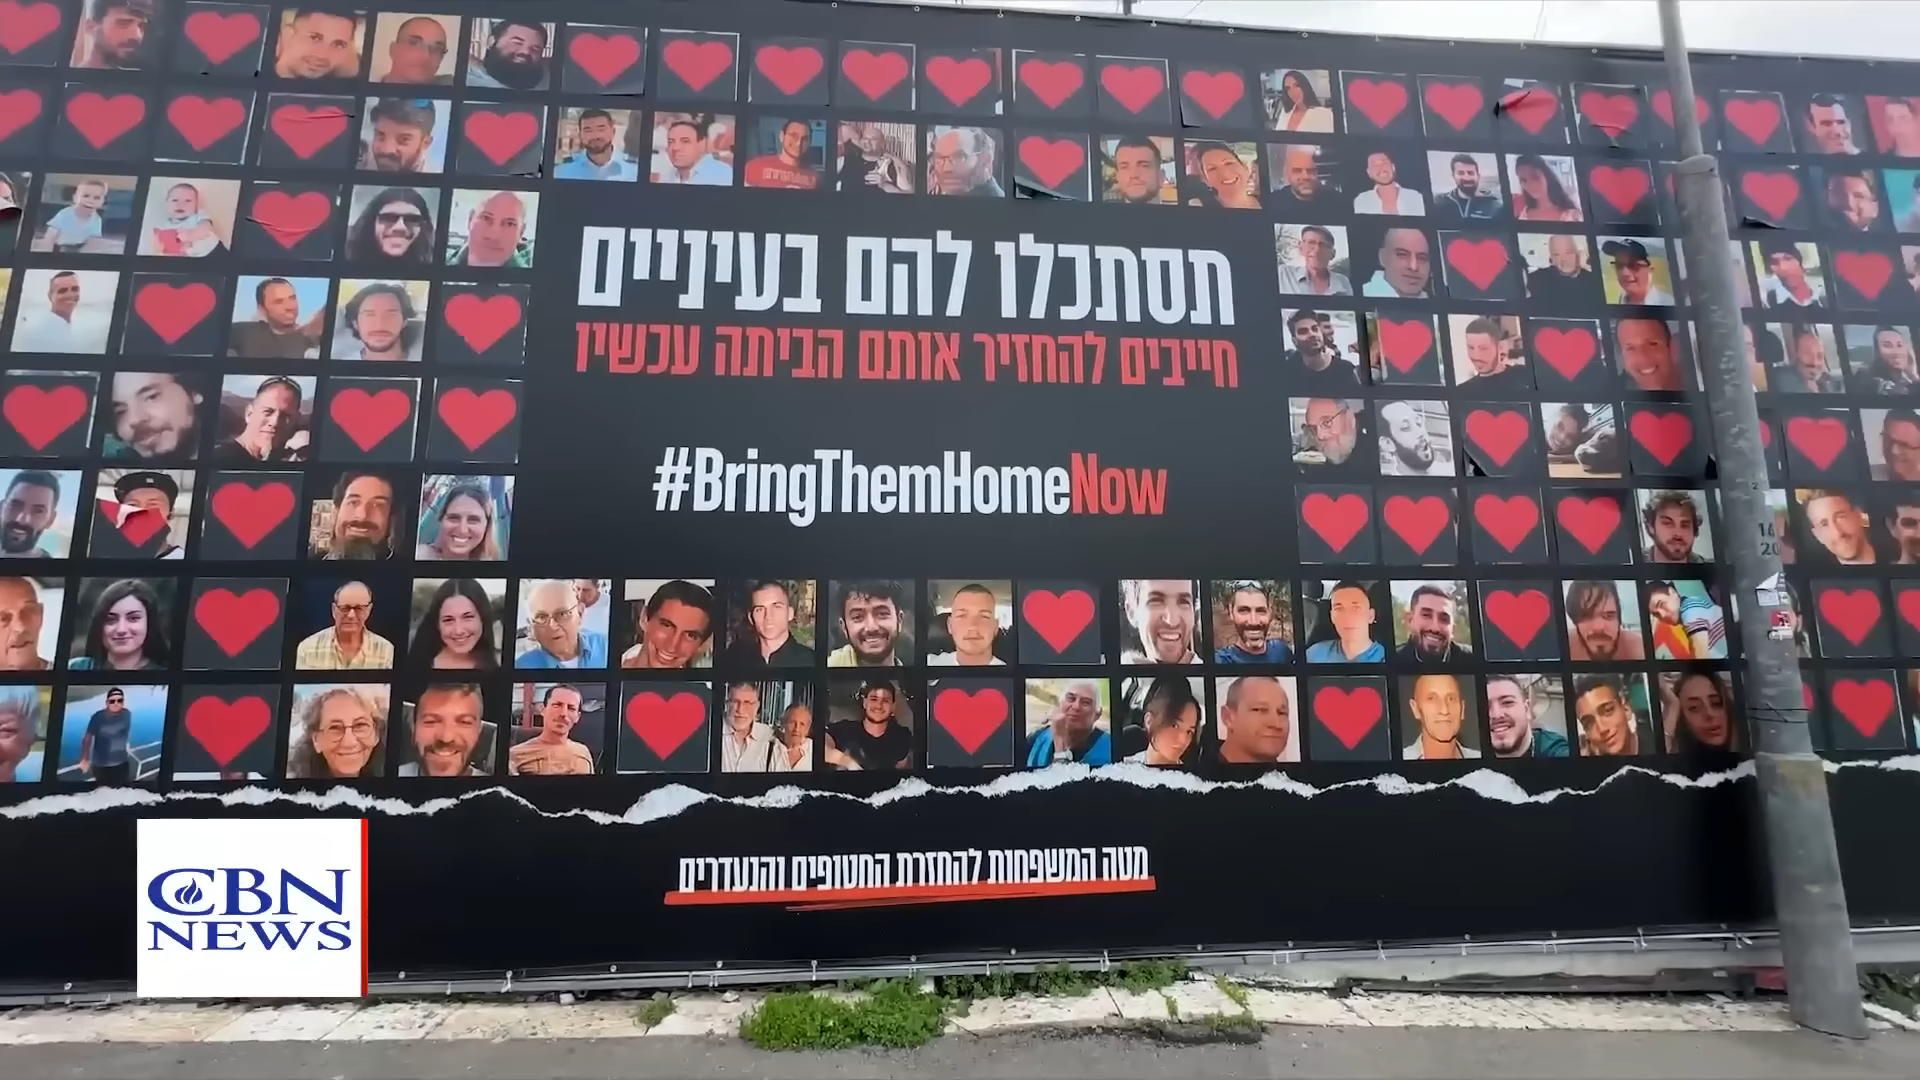 תסתכלו להם בעיניים
חייבים להחזיר אותם הביתה עכשיו
#BringThemHomeNow
מטה המשפחות להחזרת החטופים והנעדרים
CBN
NEWS